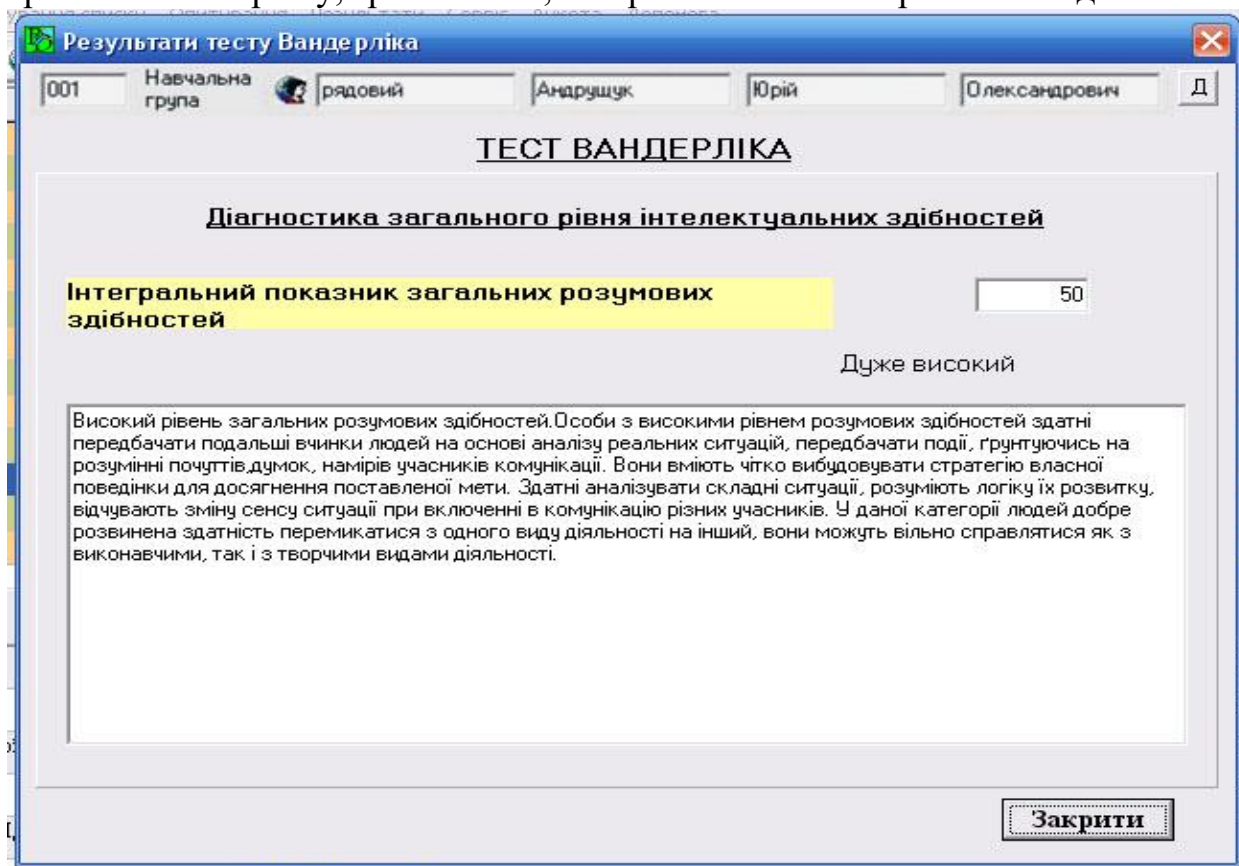 Результати тесту Вандерліка
001 Навчальна група рядовий Андрущук Юрій Олександрович Д
ТЕСТ ВАНДЕРЛІКА
Діагностика загального рівня інтелектуальних здібностей
Інтегральний показник загальних розумових 50
здібностей
Дуже високий
Високий рівень загальних розумових здібностей.Особи з високими рівнем розумових здібностей здатні
передбачати подальші вчинки людей на основі аналізу реальних ситуацій, передбачати події, ґрунтуючись на
розумінні почуттів,думок, намірів учасників комунікації. Вони вміють чітко вибудовувати стратегію власної
поведінки для досягнення поставленої мети. Здатні аналізувати складні ситуації, розуміють логіку їх розвитку,
відчувають зміну сенсу ситуації при включенні в комунікацію різних учасників. У даної категорії людей добре
розвинена здатність перемикатися з одного виду діяльності на інший, вони можуть вільно справлятися як з
виконавчими, так і з творчими видами діяльності.
Закрити